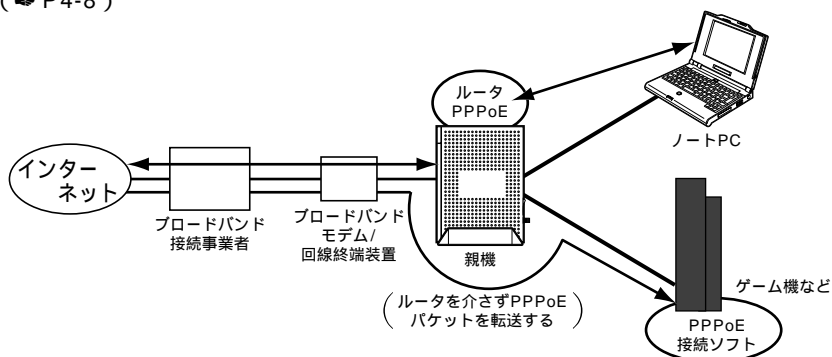 （☛ P4-8）
ルータ
PPPoE
ノートPC
インター
ネット
ブロードバンド
接続事業者
ブロードバンド
モデム/
回線終端装置
親機
（ルータを介さずPPPoE
パケットを転送する）
ゲーム機など
PPPoE
接続ソフト